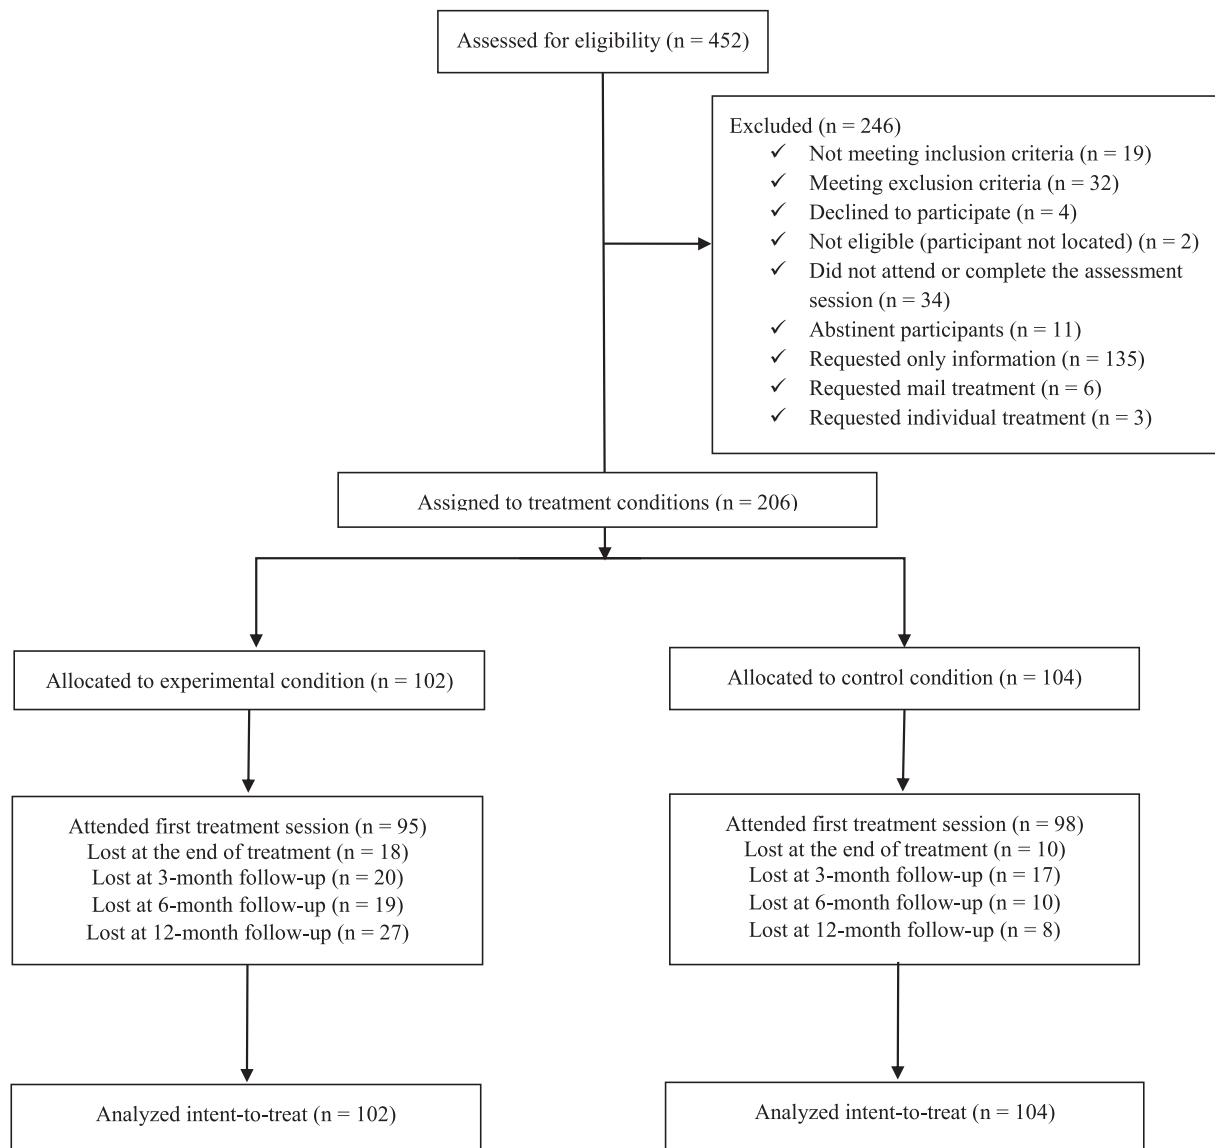 Assessed for eligibility (n = 452)
Excluded (n = 246)
✓ Not meeting inclusion criteria (n = 19)
✓ Meeting exclusion criteria (n = 32)
✓ Declined to participate (n = 4)
✓ Not eligible (participant not located) (n = 2)
✓ Did not attend or complete the assessment
session (n = 34)
✓ Abstinent participants (n = 11)
✓ Requested only information (n = 135)
✓ Requested mail treatment (n = 6)
✓ Requested individual treatment (n = 3)
Assigned to treatment conditions (n = 206)
Allocated to experimental condition (n = 102)
Allocated to control condition (n = 104)
Attended first treatment session (n = 95)
Lost at the end of treatment (n = 18)
Lost at 3-month follow-up (n = 20)
Lost at 6-month follow-up (n = 19)
Lost at 12-month follow-up (n = 27)
Attended first treatment session (n = 98)
Lost at the end of treatment (n = 10)
Lost at 3-month follow-up (n = 17)
Lost at 6-month follow-up (n = 10)
Lost at 12-month follow-up (n = 8)
Analyzed intent-to-treat (n = 102)
Analyzed intent-to-treat (n = 104)